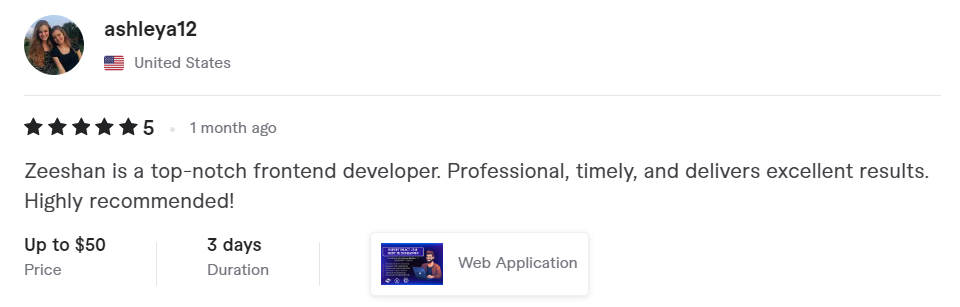 ashleya12
United States
5
1 month ago
Zeeshan is a top-notch frontend developer. Professional, timely, and delivers excellent results.
Highly recommended!
Up to $50
Price
3 days
Duration
Web Application